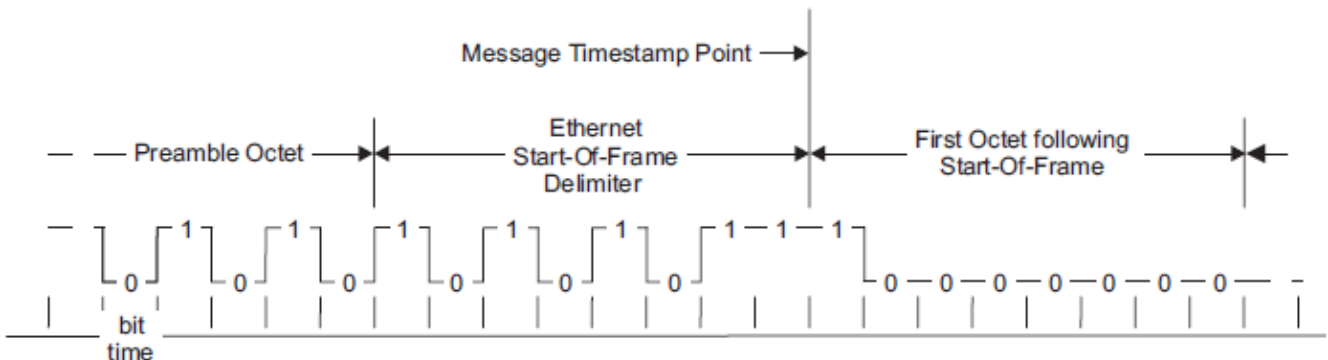 Message Timestamp Point
Preamble Octet
Ethernet
Start-Of-Frame
Delimiter
First Octet following
Start-Of-Frame
0 1 0 1 0 1 0 1 0 1 0 1 1 1 0 0 0 0 0 0 0
bit
time